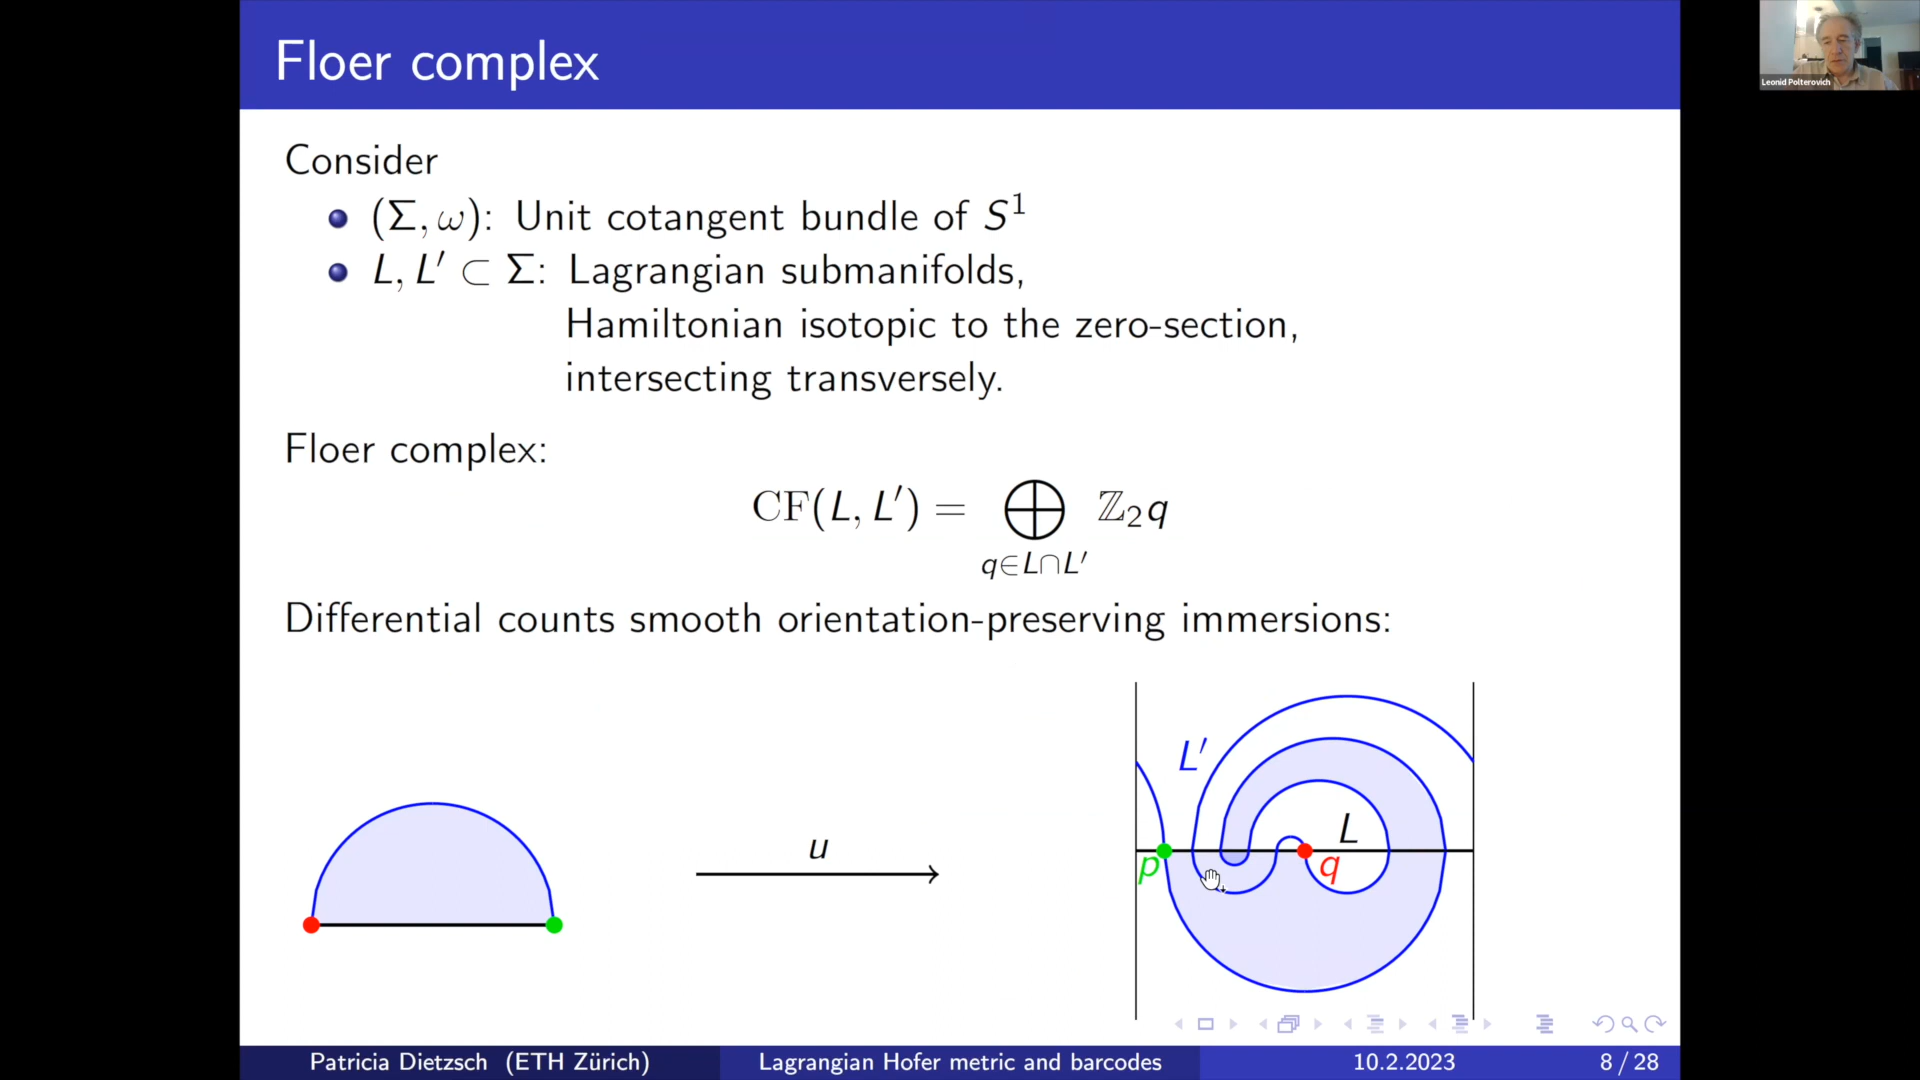 Floer complex
Leonid Polterovich
Consider
(Σ, ω): Unit cotangent bundle of S¹
L, L′ ⊂ Σ: Lagrangian submanifolds,
Hamiltonian isotopic to the zero-section,
intersecting transversely.
Floer complex:
CF(L, L′) = ⊕ ℤ₂q
q∈L∩L′
Differential counts smooth orientation-preserving immersions:
L′
L
u
p
q
Patricia Dietzsch (ETH Zürich) Lagrangian Hofer metric and barcodes 10.2.2023 8 / 28